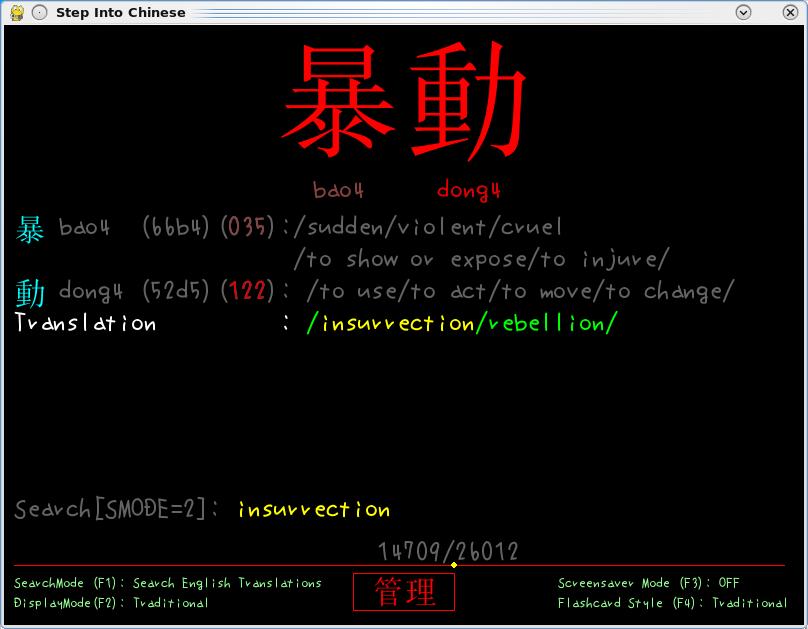 Step Into Chinese
暴動
bao4 dong4
暴 bao4 (66b4) (035):/sudden/violent/cruel
/to show or expose/to injure/
動 dong4 (52d5) (122): /to use/to act/to move/to change/
Translation : /insurrection/rebellion/
Search[SMODE=2]: insurrection
14709/26012
SearchMode (F1): Search English Translations
DisplayMode(F2): Traditional
管理
Screensaver Mode (F3): OFF
Flashcard Style (F4): Traditional